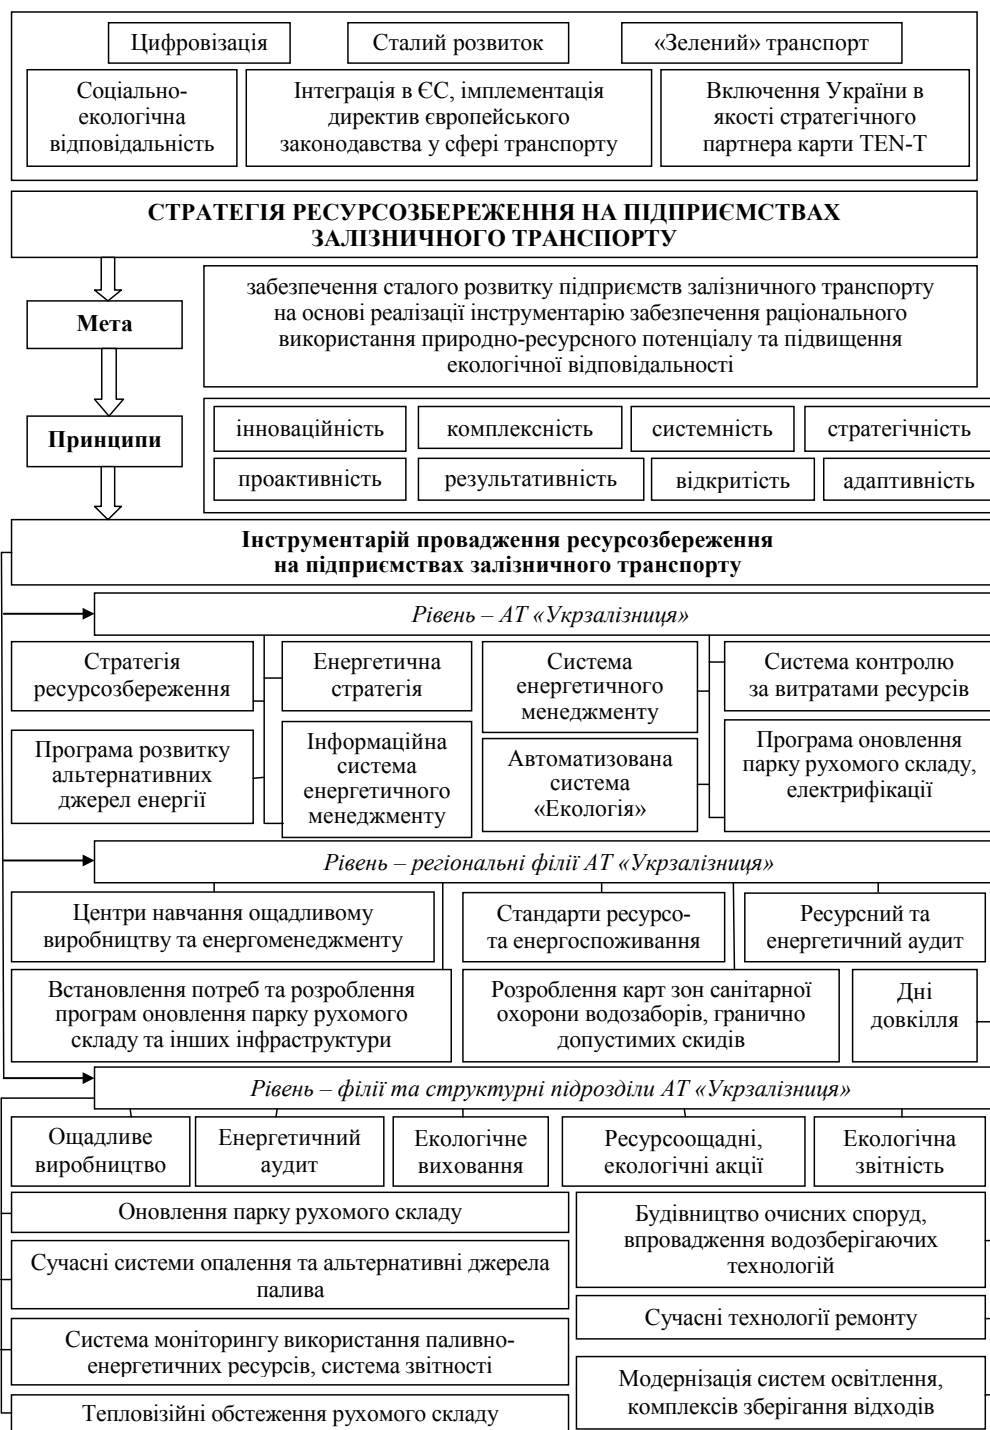 Цифровізація
Сталий розвиток
«Зелений» транспорт
Соціально-
екологічна
відповідальність
Інтеграція в ЄС, імплементація
директив європейського
законодавства у сфері транспорту
Включення України в
якості стратегічного
партнера карти TEN-T
СТРАТЕГІЯ РЕСУРСОЗБЕРЕЖЕННЯ НА ПІДПРИЄМСТВАХ
ЗАЛІЗНИЧНОГО ТРАНСПОРТУ
Мета
забезпечення сталого розвитку підприємств залізничного транспорту
на основі реалізації інструментарію забезпечення раціонального
використання природно-ресурсного потенціалу та підвищення
екологічної відповідальності
Принципи
інноваційність
комплексність
системність
стратегічність
проактивність
результативність
відкритість
адаптивність
Інструментарій провадження ресурсозбереження
на підприємствах залізничного транспорту
Рівень – АТ «Укрзалізниця»
Стратегія
ресурсозбереження
Енергетична
стратегія
Система
енергетичного
менеджменту
Система контролю
за витратами ресурсів
Програма розвитку
альтернативних
джерел енергії
Інформаційна
система
енергетичного
менеджменту
Автоматизована
система
«Екологія»
Програма оновлення
парку рухомого складу,
електрифікації
Рівень – регіональні філії АТ «Укрзалізниця»
Центри навчання ощадливому
виробництву та енергоменеджменту
Стандарти ресурсо-
та енергоспоживання
Ресурсний та
енергетичний аудит
Встановлення потреб та розроблення
програм оновлення парку рухомого
складу та інших інфраструктури
Розроблення карт зон санітарної
охорони водозаборів, гранично
допустимих скидів
Дні
довкілля
Рівень – філії та структурні підрозділи АТ «Укрзалізниця»
Ощадливе
виробництво
Енергетичний
аудит
Екологічне
виховання
Ресурсоощадні,
екологічні акції
Екологічна
звітність
Оновлення парку рухомого складу
Будівництво очисних споруд,
впровадження водозберігаючих
технологій
Сучасні системи опалення та альтернативні джерела
палива
Сучасні технології ремонту
Система моніторингу використання паливно-
енергетичних ресурсів, система звітності
Модернізація систем освітлення,
комплексів зберігання відходів
Тепловізійні обстеження рухомого складу